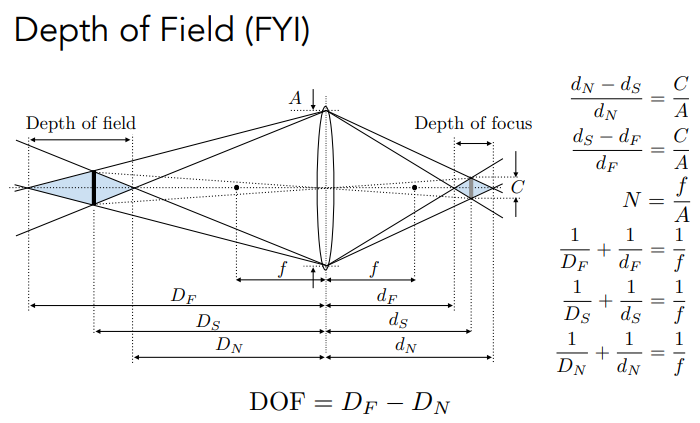 Depth of Field (FYI)
A
Depth of field
Depth of focus
C
f f
D_F d_F
D_S d_S
D_N d_N
DOF = D_F − D_N
\frac{d_N − d_S}{d_N} = \frac{C}{A}
\frac{d_S − d_F}{d_F} = \frac{C}{A}
N = \frac{f}{A}
\frac{1}{D_F} + \frac{1}{d_F} = \frac{1}{f}
\frac{1}{D_S} + \frac{1}{d_S} = \frac{1}{f}
\frac{1}{D_N} + \frac{1}{d_N} = \frac{1}{f}